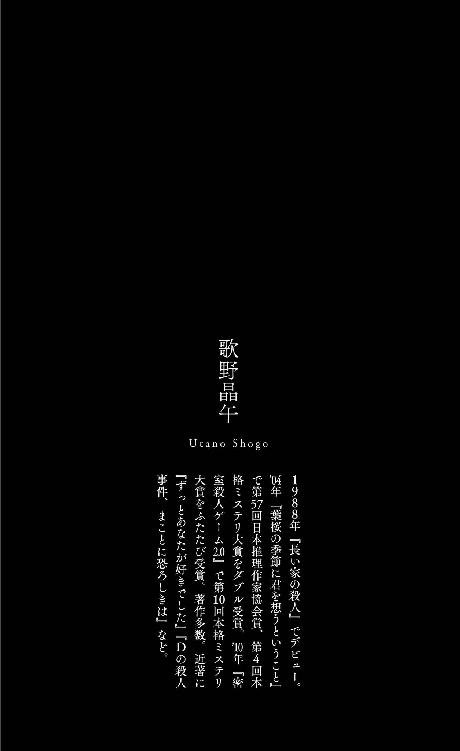 歌野晶午
Utano Shogo
1988年『長い家の殺人』でデビュー。
'04年『葉桜の季節に君を想うということ』
で第57回日本推理作家協会賞、第4回本
格ミステリ大賞をダブル受賞。'10年『密
室殺人ゲーム2.0』で第10回本格ミステリ
大賞をふたたび受賞。著作多数。近著に
『ずっとあなたが好きでした』『Dの殺人
事件、まことに恐ろしきは』など。